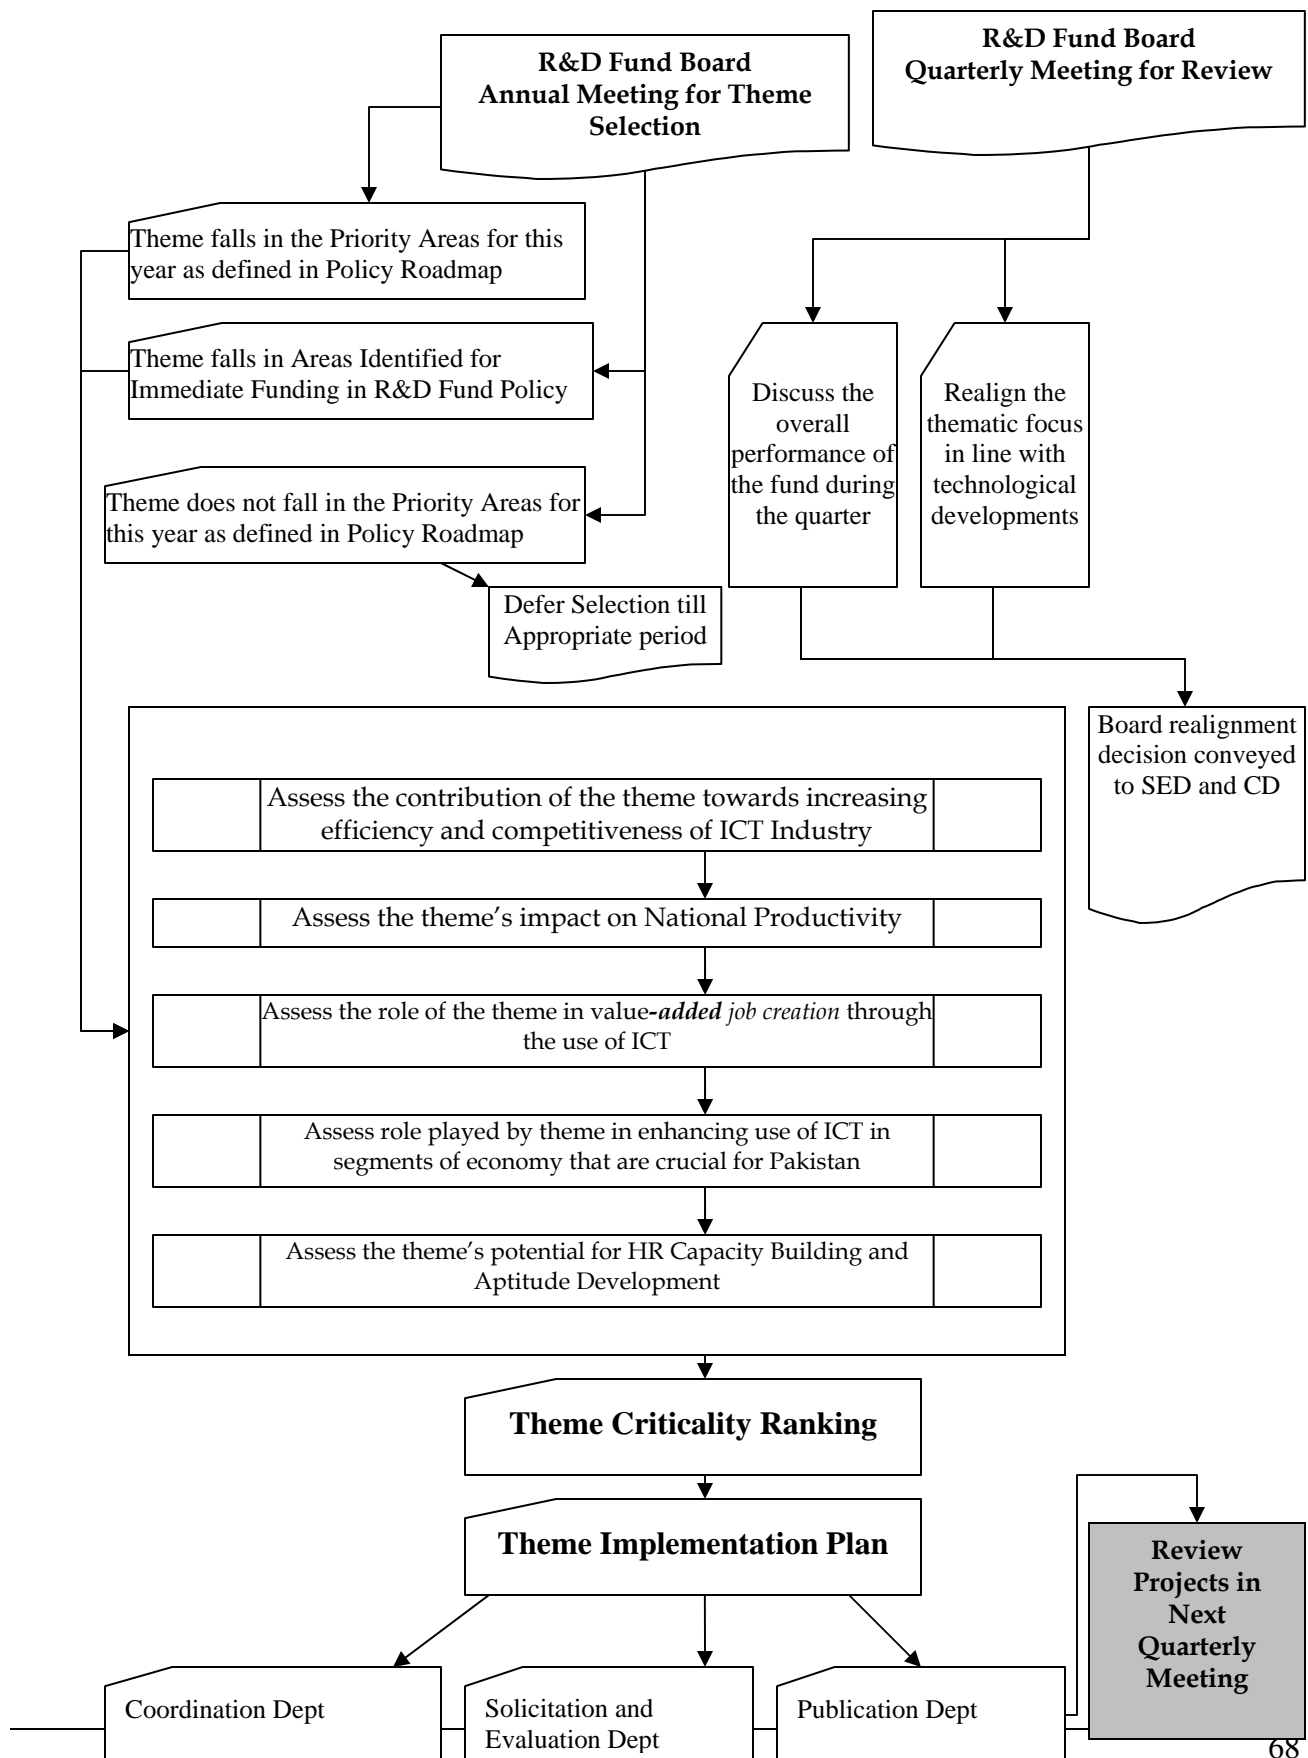 R&D Fund Board
Annual Meeting for Theme
Selection
R&D Fund Board
Quarterly Meeting for Review
Theme falls in the Priority Areas for this
year as defined in Policy Roadmap
Theme falls in Areas Identified for
Immediate Funding in R&D Fund Policy
Theme does not fall in the Priority Areas for
this year as defined in Policy Roadmap
Defer Selection till
Appropriate period
Discuss the
overall
performance of
the fund during
the quarter
Realign the
thematic focus
in line with
technological
developments
Board realignment
decision conveyed
to SED and CD
Assess the contribution of the theme towards increasing
efficiency and competitiveness of ICT Industry
Assess the theme’s impact on National Productivity
Assess the role of the theme in value-added job creation through
the use of ICT
Assess role played by theme in enhancing use of ICT in
segments of economy that are crucial for Pakistan
Assess the theme’s potential for HR Capacity Building and
Aptitude Development
Theme Criticality Ranking
Theme Implementation Plan
Review
Projects in
Next
Quarterly
Meeting
Coordination Dept
Solicitation and
Evaluation Dept
Publication Dept
68